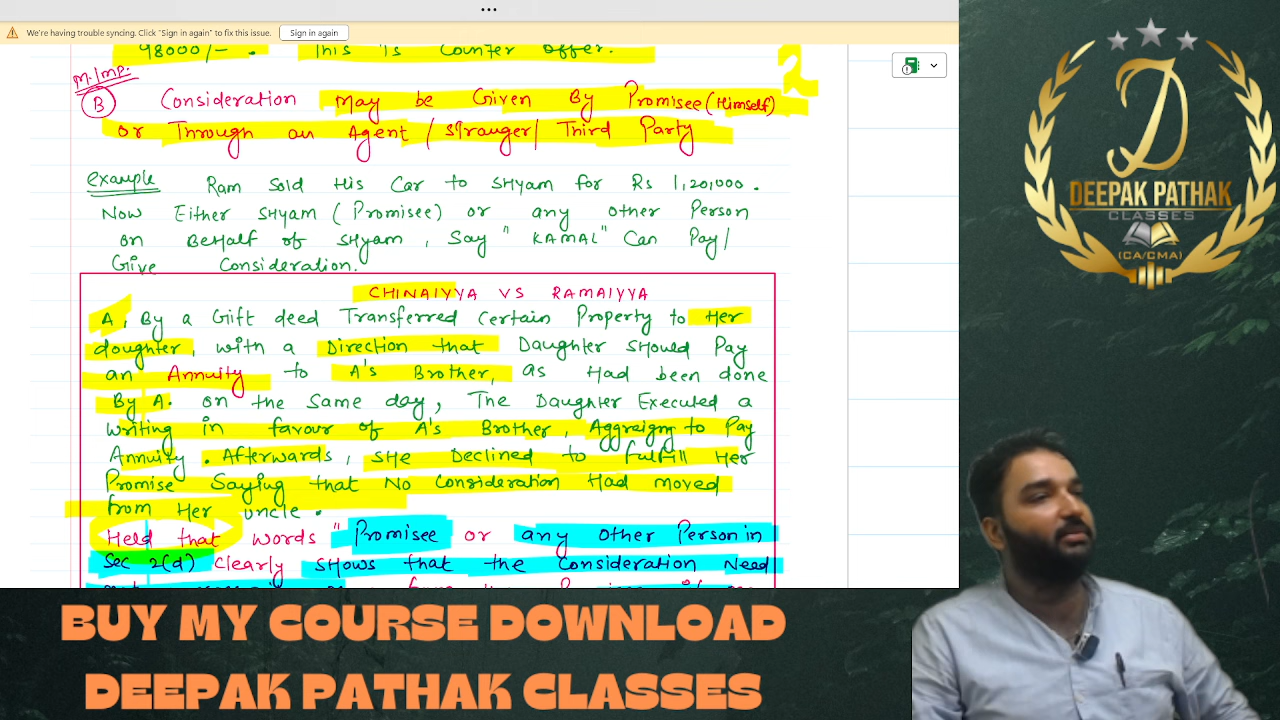 We're having trouble syncing. Click "Sign in again" to fix this issue. Sign in again
98000/- . This is Counter offer.
M.Imp.
2
(B) Consideration may be Given By Promisee (Himself)
or Through an Agent / stranger / Third Party
example Ram Sold His Car to SHyam for Rs 1,20,000.
Now Either SHyam (Promisee) or any other Person
on BeHalf of SHyam, Say "KAMAL" Can Pay/
Give Consideration.
CHINAIYYA VS RAMAIYYA
A, By a Gift deed Transferred Certain Property to Her
doughter, with a Direction that Daughter SHould Pay
an Annuity to A's Brother, as Had been done
By A. on the Same day, The Daughter Executed a
writing in favour of A's Brother, Aggreigng to Pay
Annuity. Afterwards, SHe Declined to fulfill Her
Promise Saying that No Consideration Had moved
from Her uncle.
Held that words "Promisee or any other Person in
Sec 2(d) Clearly SHows that the Consideration Need
D
DEEPAK PATHAK
CLASSES
(CA/CMA)
BUY MY COURSE DOWNLOAD
DEEPAK PATHAK CLASSES